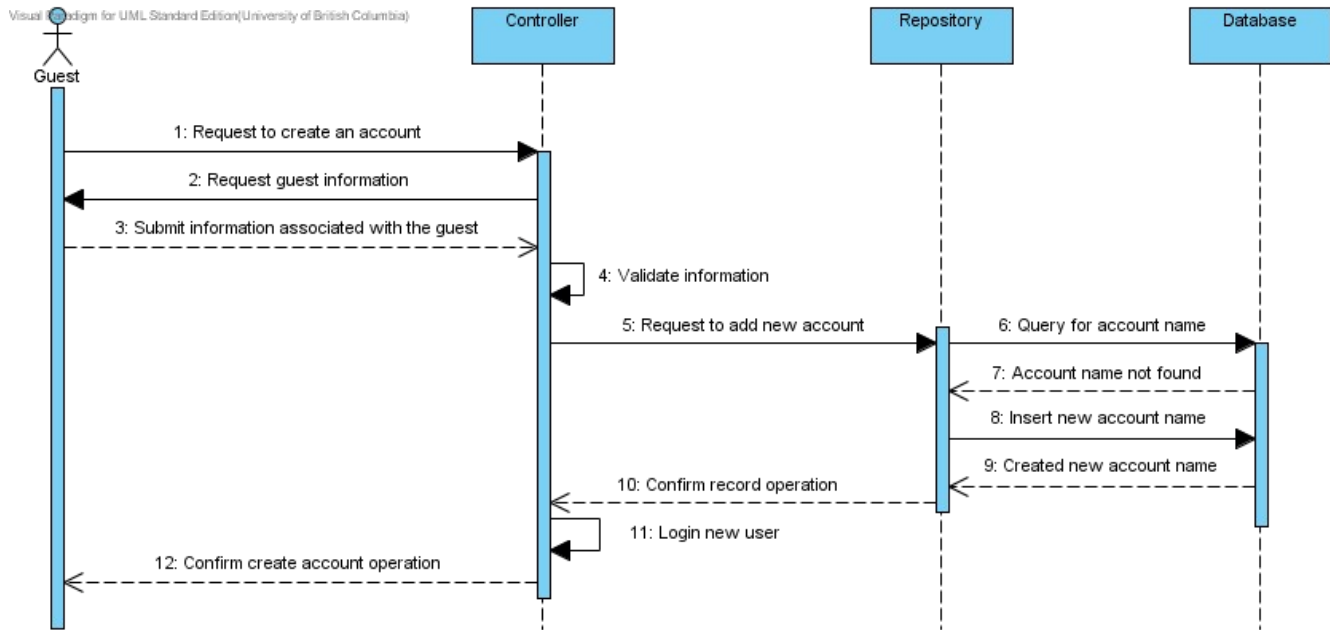 Visual Paradigm for UML Standard Edition(University of British Columbia)
Controller
Repository
Database
Guest
1: Request to create an account
2: Request guest information
3: Submit information associated with the guest
4: Validate information
5: Request to add new account
6: Query for account name
7: Account name not found
8: Insert new account name
9: Created new account name
10: Confirm record operation
11: Login new user
12: Confirm create account operation